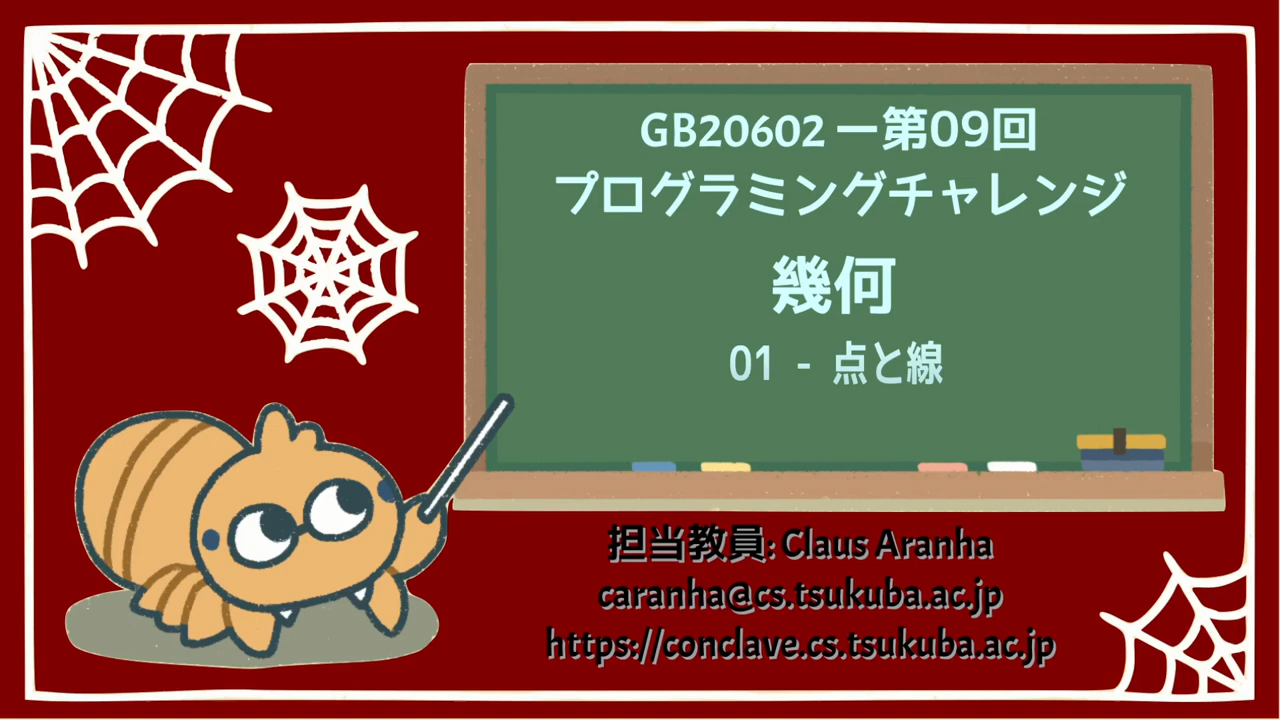 GB20602 ー第09回
プログラミングチャレンジ
幾何
01 - 点と線
担当教員: Claus Aranha
caranha@cs.tsukuba.ac.jp
https://conclave.cs.tsukuba.ac.jp